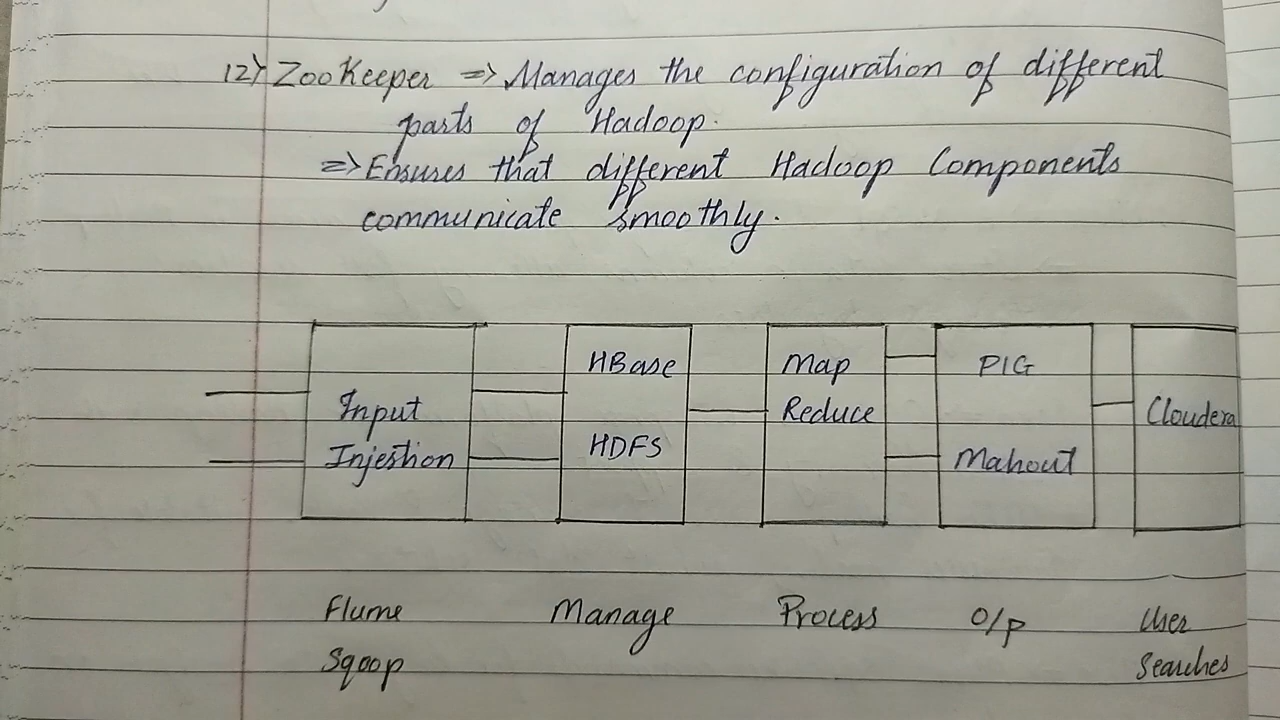 12) ZooKeeper => Manages the configuration of different
parts of Hadoop.
=> Ensures that different Hadoop Components
communicate smoothly.
Input
Injestion
HBase
HDFS
Map
Reduce
PIG
Mahout
Cloudera
Flume
Sqoop
Manage
Process
O/p
User
Searches